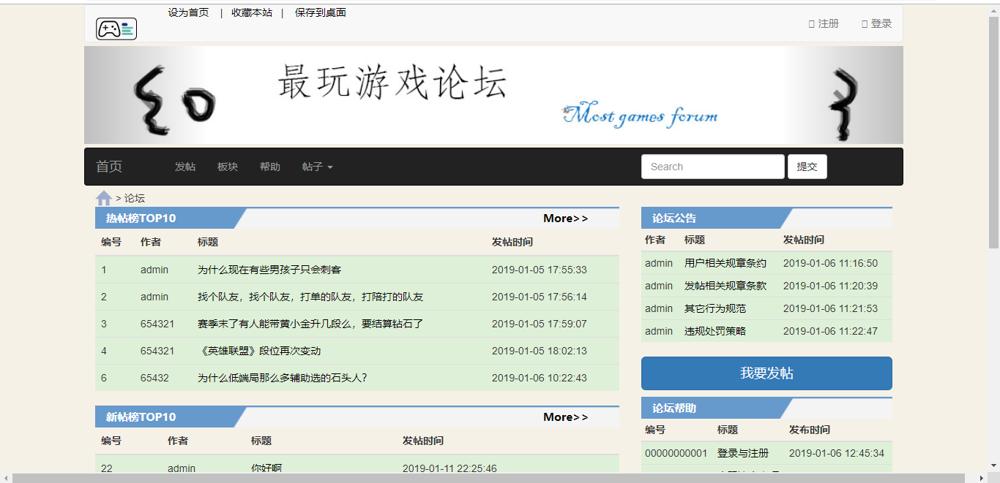 设为首页 | 收藏本站 | 保存到桌面
注册 登录
最玩游戏论坛
Most games forum
首页 发帖 板块 帮助 帖子 Search 提交
> 论坛
热帖榜TOP10 More>>
编号 作者 标题 发帖时间
1 admin 为什么现在有些男孩子只会刺客 2019-01-05 17:55:33
2 admin 找个队友，找个队友，打单的队友，打陪打的队友 2019-01-05 17:56:14
3 654321 赛季末了有人能带黄小金升几段么，要结算钻石了 2019-01-05 17:59:07
4 654321 《英雄联盟》段位再次变动 2019-01-05 18:02:13
6 65432 为什么低端局那么多辅助选的石头人？ 2019-01-06 10:22:43
新帖榜TOP10 More>>
编号 作者 标题 发帖时间
22 admin 你好啊 2019-01-11 22:25:46
论坛公告
作者 标题 发帖时间
admin 用户相关规章条约 2019-01-06 11:16:50
admin 发帖相关规章条款 2019-01-06 11:20:39
admin 其它行为规范 2019-01-06 11:21:53
admin 违规处罚策略 2019-01-06 11:22:47
我要发帖
论坛帮助
编号 标题 发布时间
00000000001 登录与注册 2019-01-06 12:45:34